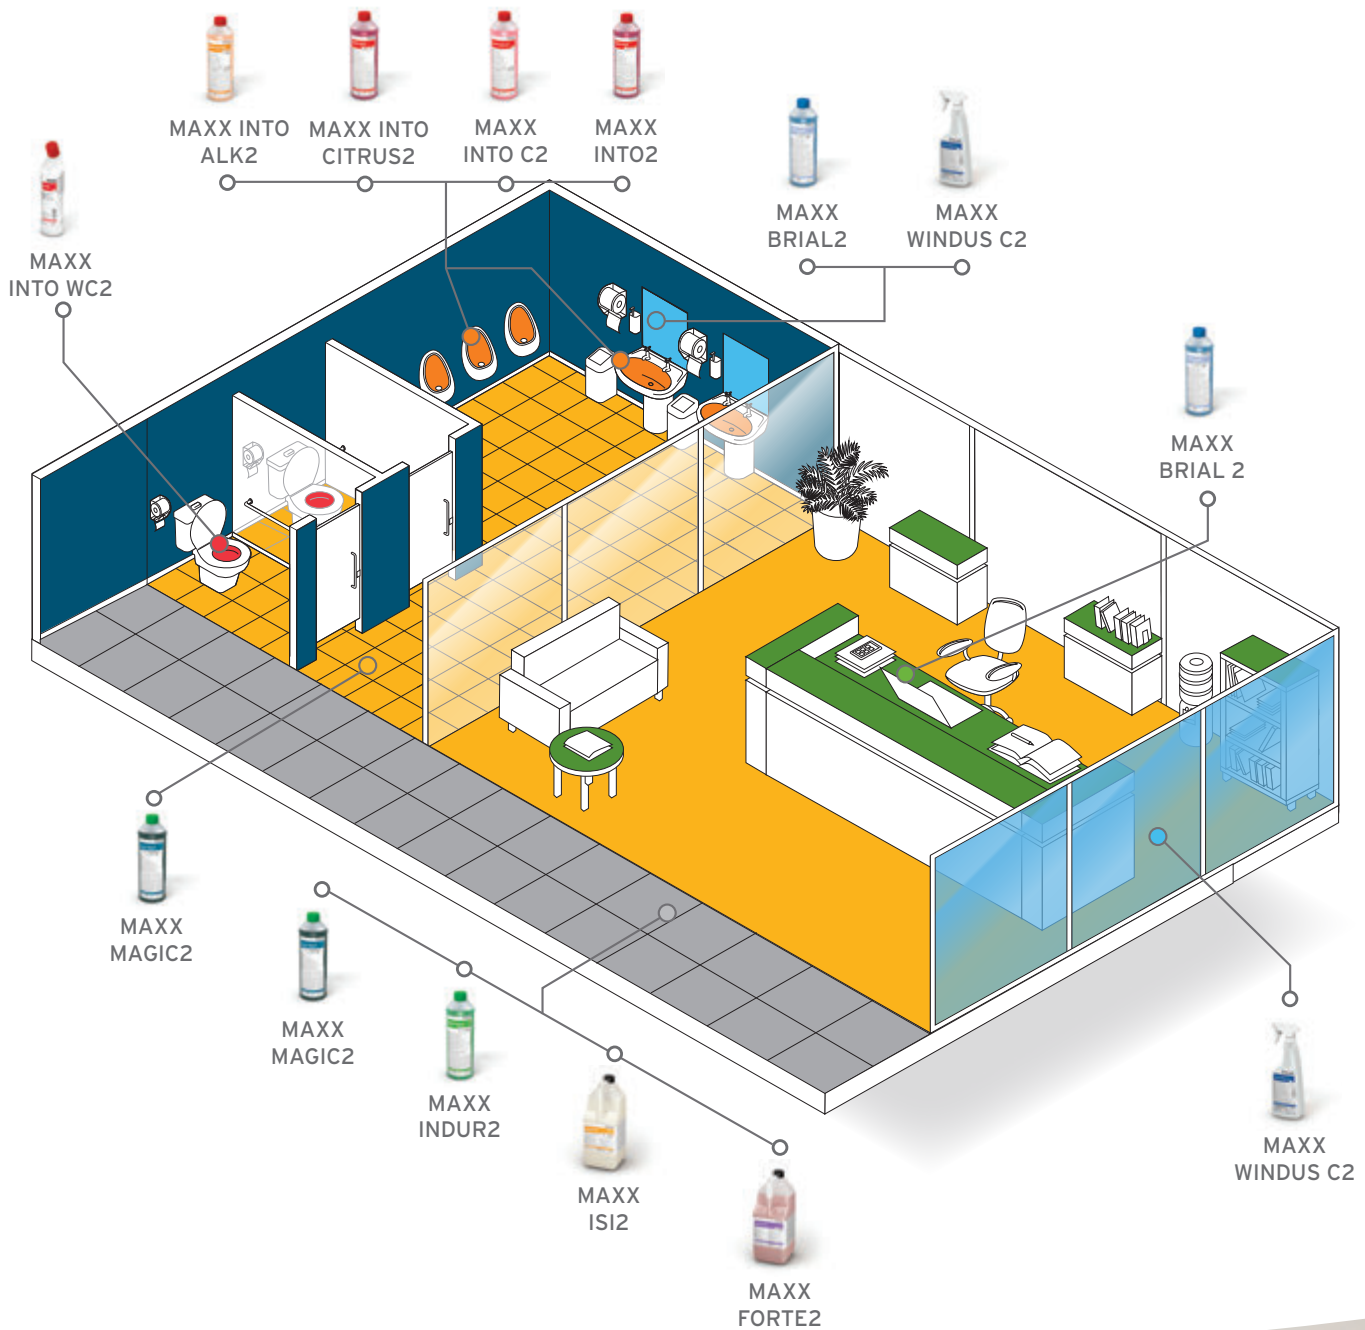 MAXX INTO
ALK2
MAXX INTO
CITRUS2
MAXX
INTO C2
MAXX
INTO2
MAXX
BRIAL2
MAXX
WINDUS C2
MAXX
INTO WC2
MAXX
BRIAL 2
MAXX
MAGIC2
MAXX
MAGIC2
MAXX
INDUR2
MAXX
ISI2
MAXX
FORTE2
MAXX
WINDUS C2